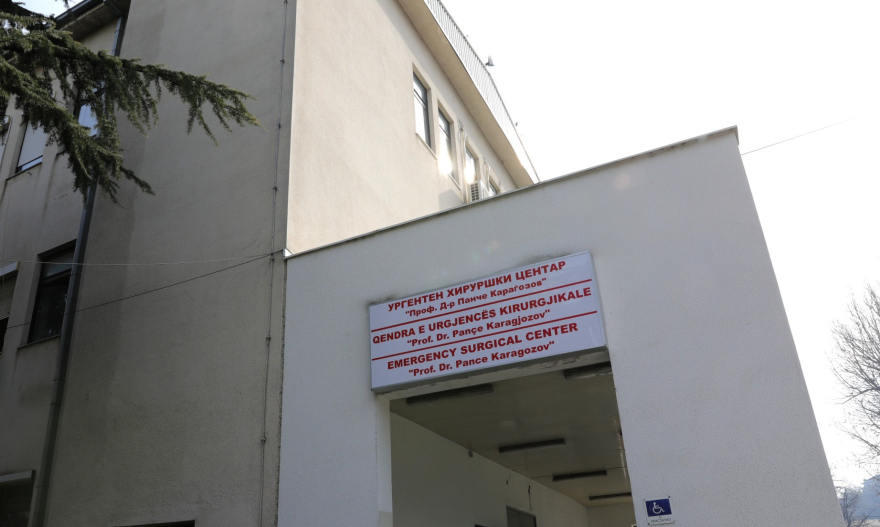 УРГЕНТЕН ХИРУРШКИ ЦЕНТАР
"Проф. Д-р Панче Караѓозов"
QENDRA E URGJENCËS KIRURGJIKALE
"Prof. Dr. Pançe Karagjozov"
EMERGENCY SURGICAL CENTER
"Prof. Dr. Pance Karagozov"